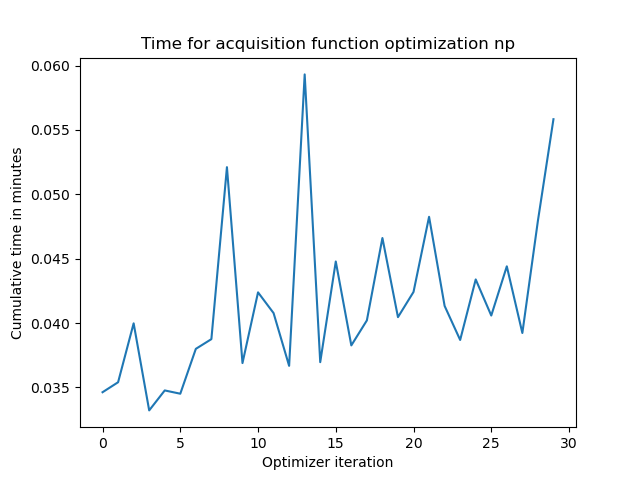 Time for acquisition function optimization np
0.060
0.055
0.050
0.045
0.040
0.035
Cumulative time in minutes
0 5 10 15 20 25 30
Optimizer iteration